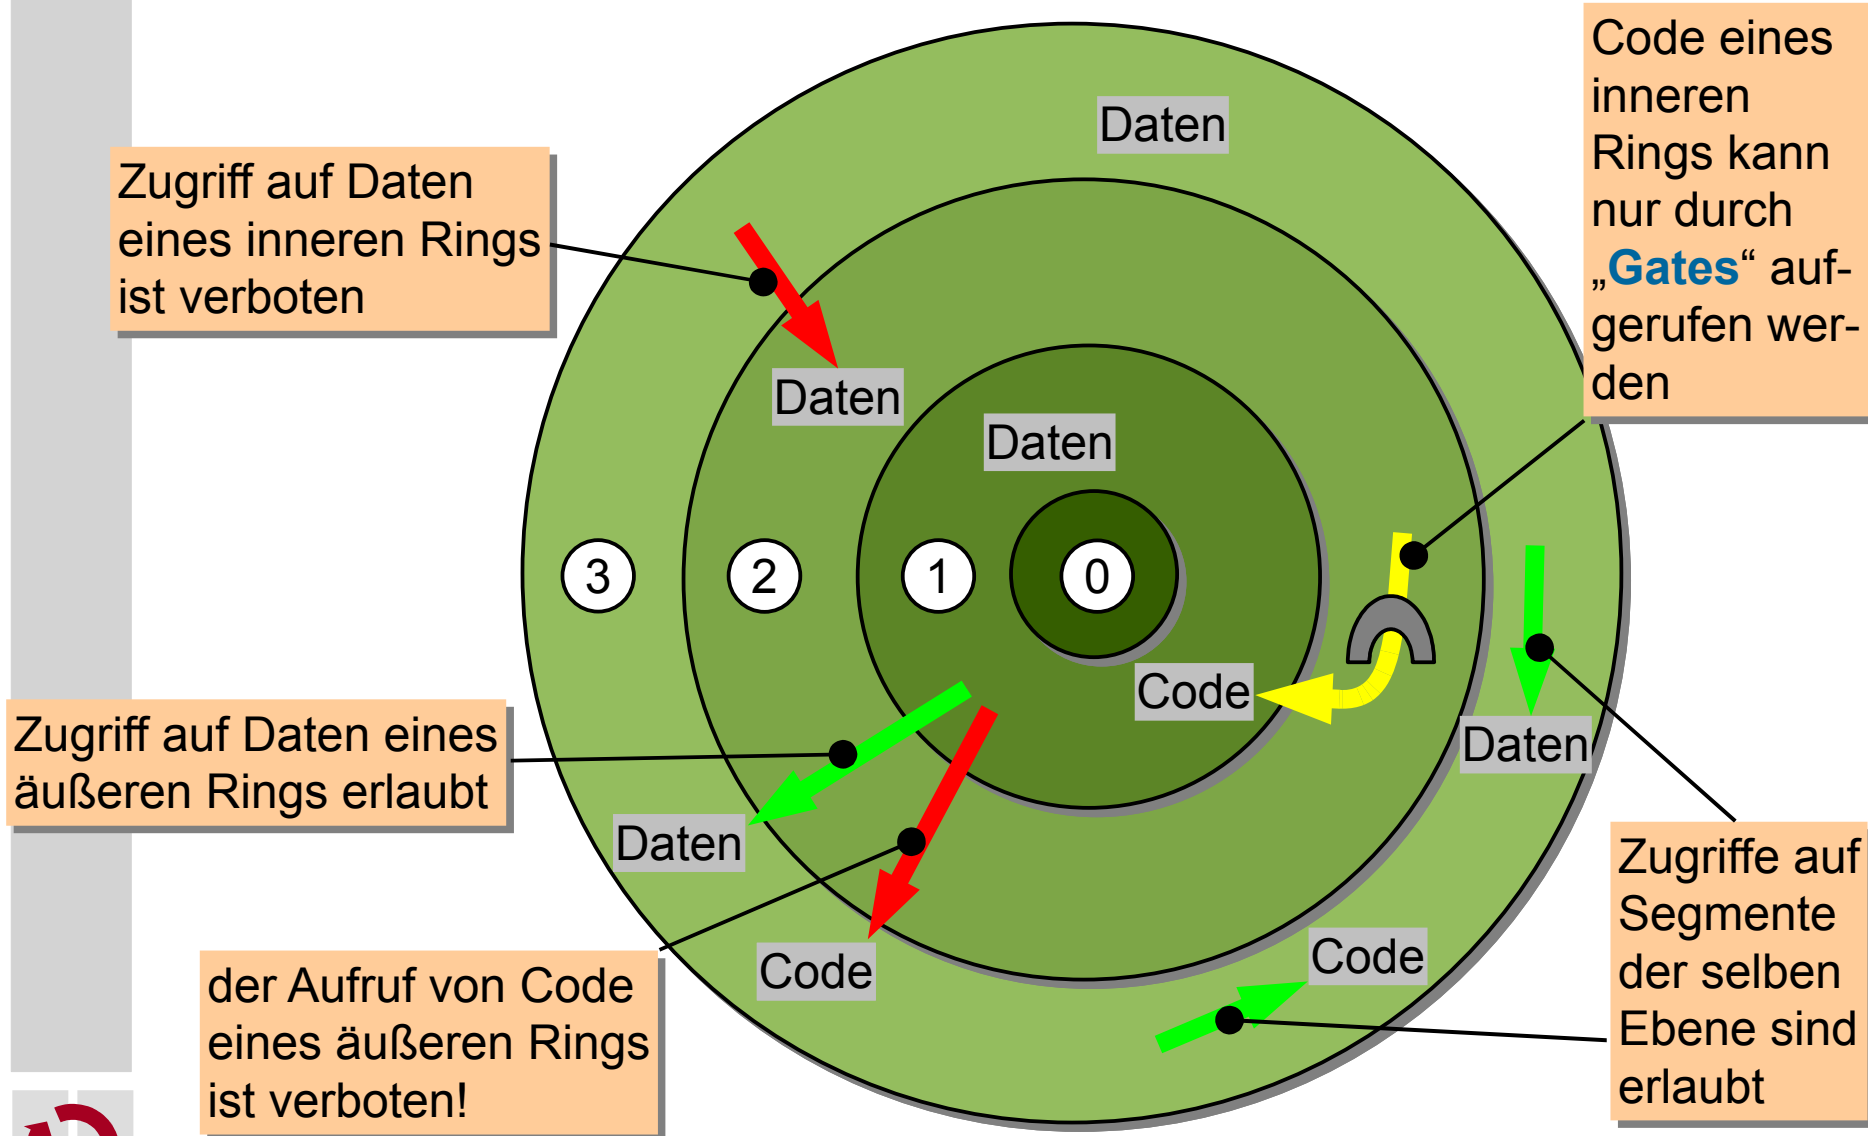 Code eines
inneren
Rings kann
nur durch
„Gates“ auf-
gerufen wer-
den
Daten
Zugriff auf Daten
eines inneren Rings
ist verboten
Daten
Daten
3
2
1
0
Code
Daten
Zugriff auf Daten eines
äußeren Rings erlaubt
Daten
Zugriffe auf
Segmente
der selben
Ebene sind
erlaubt
Code
Code
der Aufruf von Code
eines äußeren Rings
ist verboten!